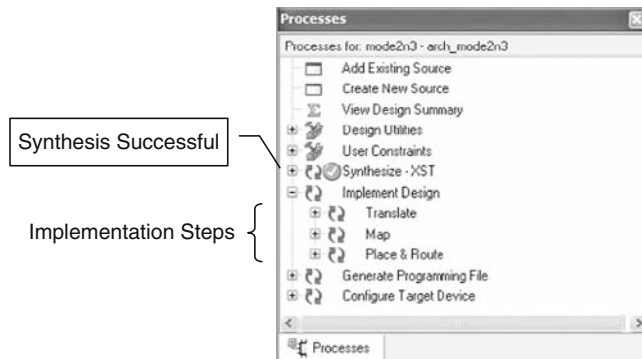 Processes
Processes for: mode2n3 - arch_mode2n3
Add Existing Source
Create New Source
View Design Summary
Design Utilities
User Constraints
Synthesize - XST
Implement Design
Translate
Map
Place & Route
Generate Programming File
Configure Target Device
Processes
Synthesis Successful
Implementation Steps